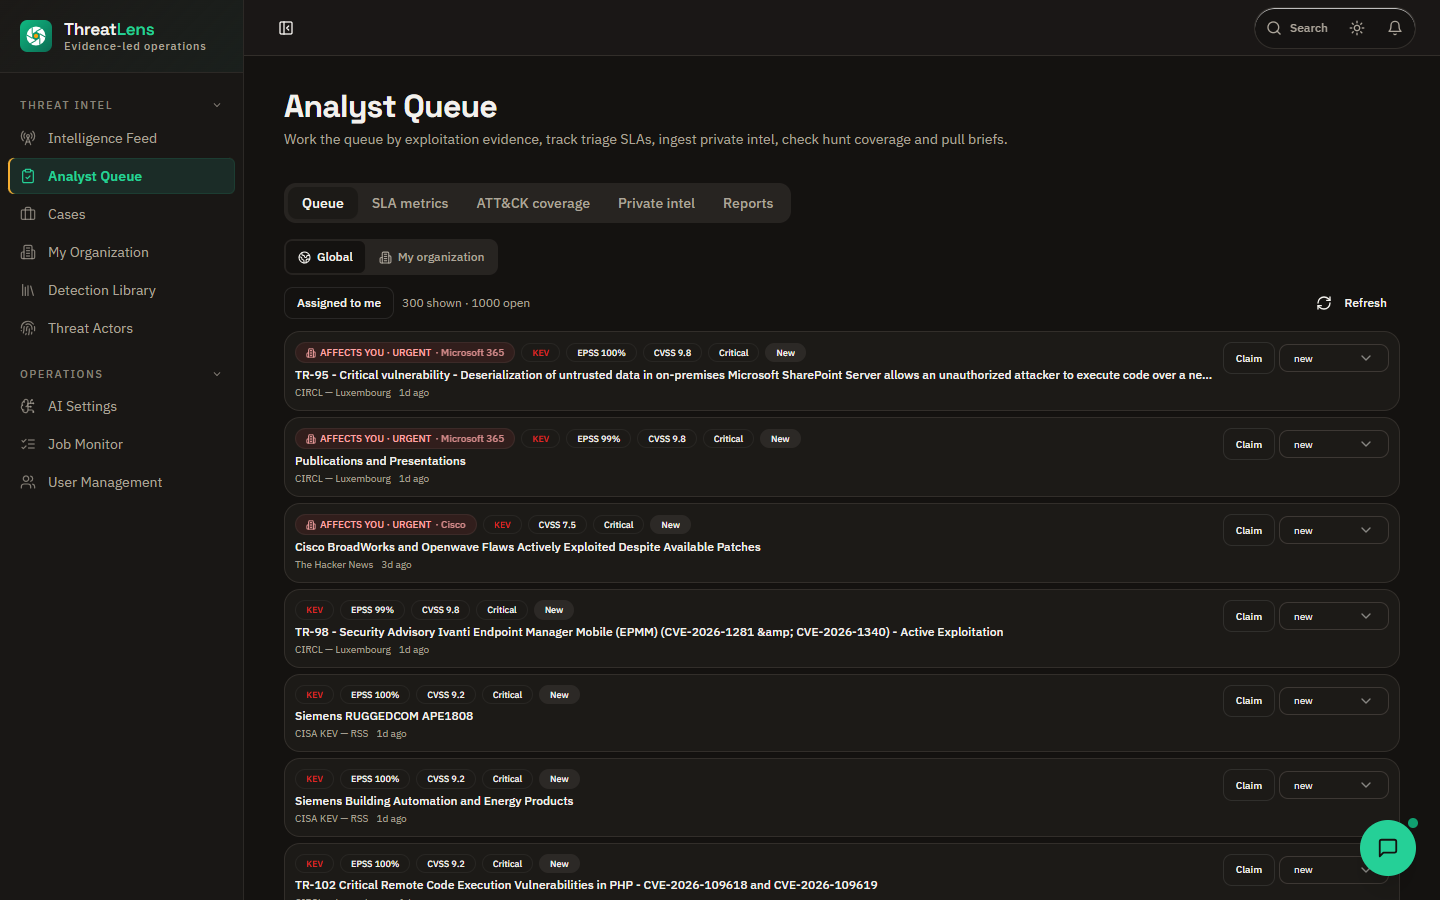 ThreatLens
Evidence-led operations
Search
THREAT INTEL
Intelligence Feed
Analyst Queue
Cases
My Organization
Detection Library
Threat Actors
OPERATIONS
AI Settings
Job Monitor
User Management
Analyst Queue
Work the queue by exploitation evidence, track triage SLAs, ingest private intel, check hunt coverage and pull briefs.
Queue SLA metrics ATT&CK coverage Private intel Reports
Global My organization
Assigned to me 300 shown · 1000 open Refresh
AFFECTS YOU · URGENT · Microsoft 365 KEV EPSS 100% CVSS 9.8 Critical New Claim new
TR-95 - Critical vulnerability - Deserialization of untrusted data in on-premises Microsoft SharePoint Server allows an unauthorized attacker to execute code over a ne...
CIRCL — Luxembourg 1d ago
AFFECTS YOU · URGENT · Microsoft 365 KEV EPSS 99% CVSS 9.8 Critical New Claim new
Publications and Presentations
CIRCL — Luxembourg 1d ago
AFFECTS YOU · URGENT · Cisco KEV CVSS 7.5 Critical New Claim new
Cisco BroadWorks and Openwave Flaws Actively Exploited Despite Available Patches
The Hacker News 3d ago
KEV EPSS 99% CVSS 9.8 Critical New Claim new
TR-98 - Security Advisory Ivanti Endpoint Manager Mobile (EPMM) (CVE-2026-1281 &amp; CVE-2026-1340) - Active Exploitation
CIRCL — Luxembourg 1d ago
KEV EPSS 100% CVSS 9.2 Critical New Claim new
Siemens RUGGEDCOM APE1808
CISA KEV — RSS 1d ago
KEV EPSS 100% CVSS 9.2 Critical New Claim new
Siemens Building Automation and Energy Products
CISA KEV — RSS 1d ago
KEV EPSS 100% CVSS 9.2 Critical New Claim new
TR-102 Critical Remote Code Execution Vulnerabilities in PHP - CVE-2026-109618 and CVE-2026-109619